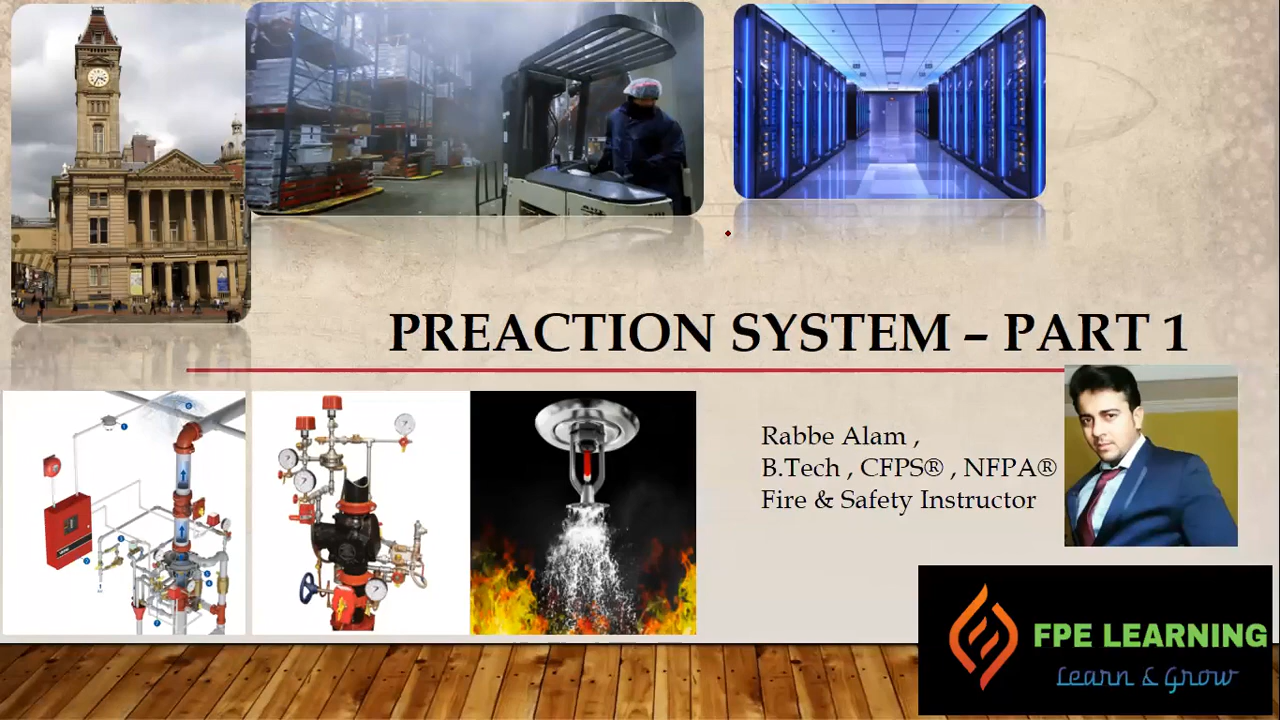 PREACTION SYSTEM – PART 1
Rabbe Alam ,
B.Tech , CFPS® , NFPA®
Fire & Safety Instructor
FPE LEARNING
Learn & Grow